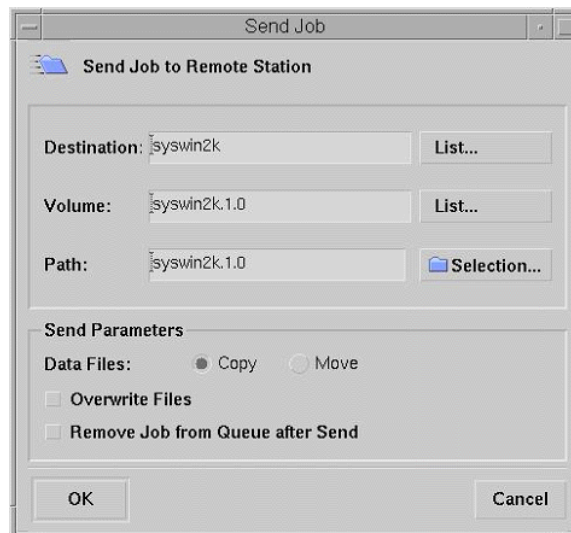 Send Job
Send Job to Remote Station
Destination: syswin2k List...
Volume: syswin2k.1.0 List...
Path: syswin2k.1.0 Selection...
Send Parameters
Data Files: Copy Move
Overwrite Files
Remove Job from Queue after Send
OK Cancel